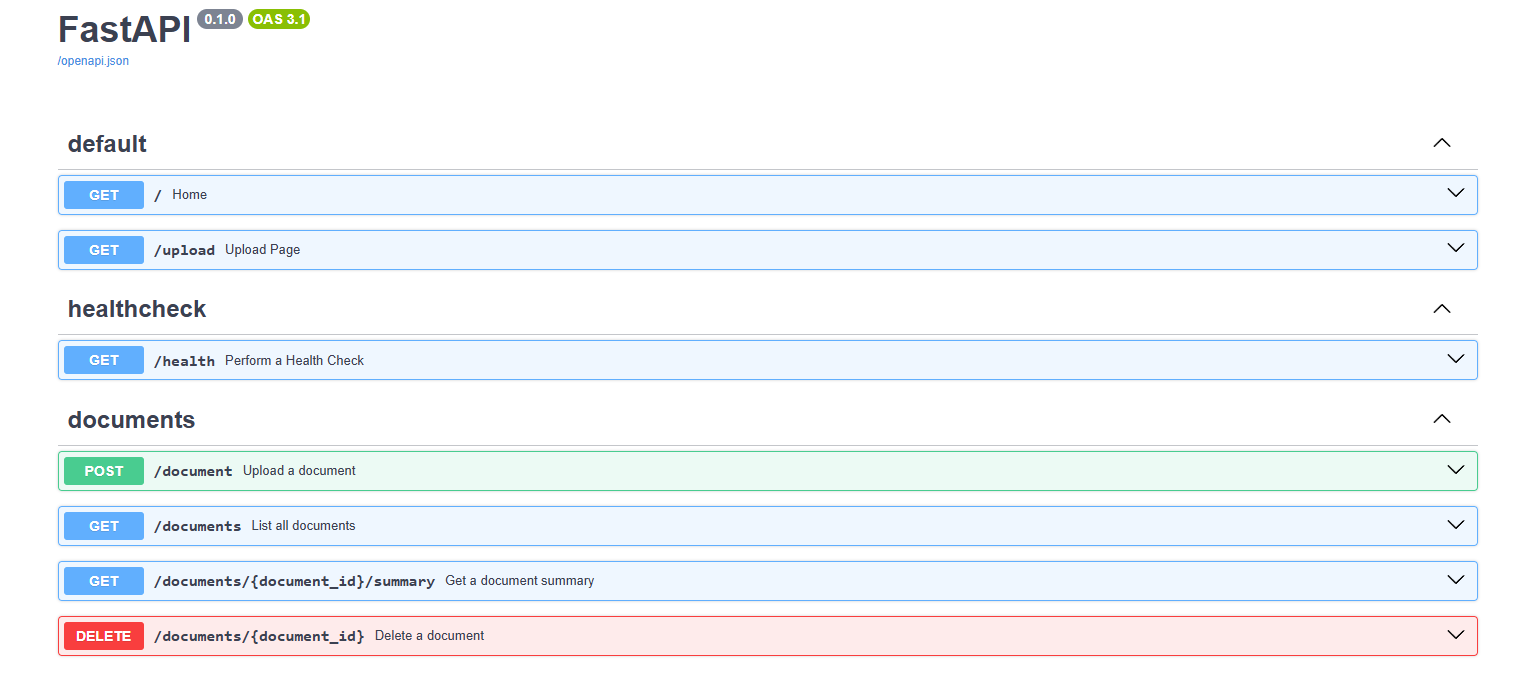 FastAPI 0.1.0 OAS 3.1
/openapi.json
default
GET / Home
GET /upload Upload Page
healthcheck
GET /health Perform a Health Check
documents
POST /document Upload a document
GET /documents List all documents
GET /documents/{document_id}/summary Get a document summary
DELETE /documents/{document_id} Delete a document